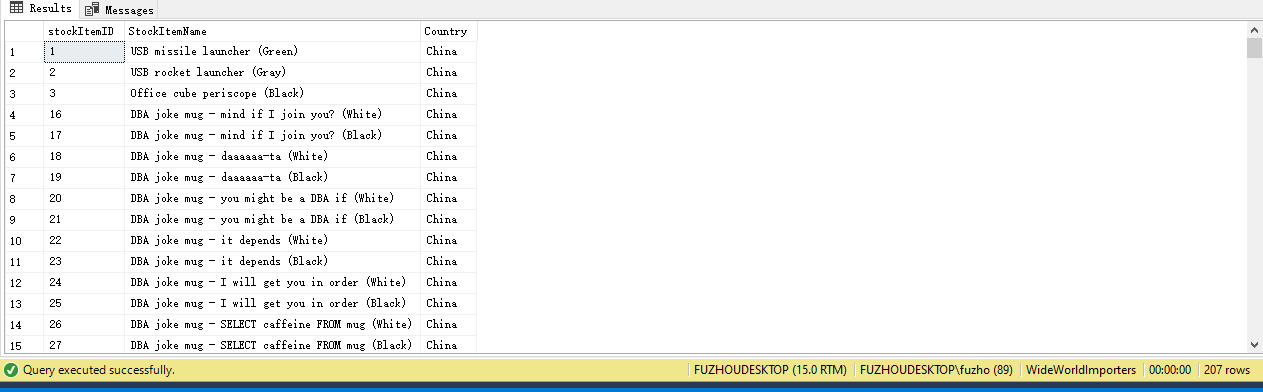 Results Messages
stockItemID StockItemName Country
1 1 USB missile launcher (Green) China
2 2 USB rocket launcher (Gray) China
3 3 Office cube periscope (Black) China
4 16 DBA joke mug - mind if I join you? (White) China
5 17 DBA joke mug - mind if I join you? (Black) China
6 18 DBA joke mug - daaaaaa-ta (White) China
7 19 DBA joke mug - daaaaaa-ta (Black) China
8 20 DBA joke mug - you might be a DBA if (White) China
9 21 DBA joke mug - you might be a DBA if (Black) China
10 22 DBA joke mug - it depends (White) China
11 23 DBA joke mug - it depends (Black) China
12 24 DBA joke mug - I will get you in order (White) China
13 25 DBA joke mug - I will get you in order (Black) China
14 26 DBA joke mug - SELECT caffeine FROM mug (White) China
15 27 DBA joke mug - SELECT caffeine FROM mug (Black) China
Query executed successfully. FUZHOUDESKTOP (15.0 RTM) FUZHOUDESKTOP\fuzho (89) WideWorldImporters 00:00:00 207 rows